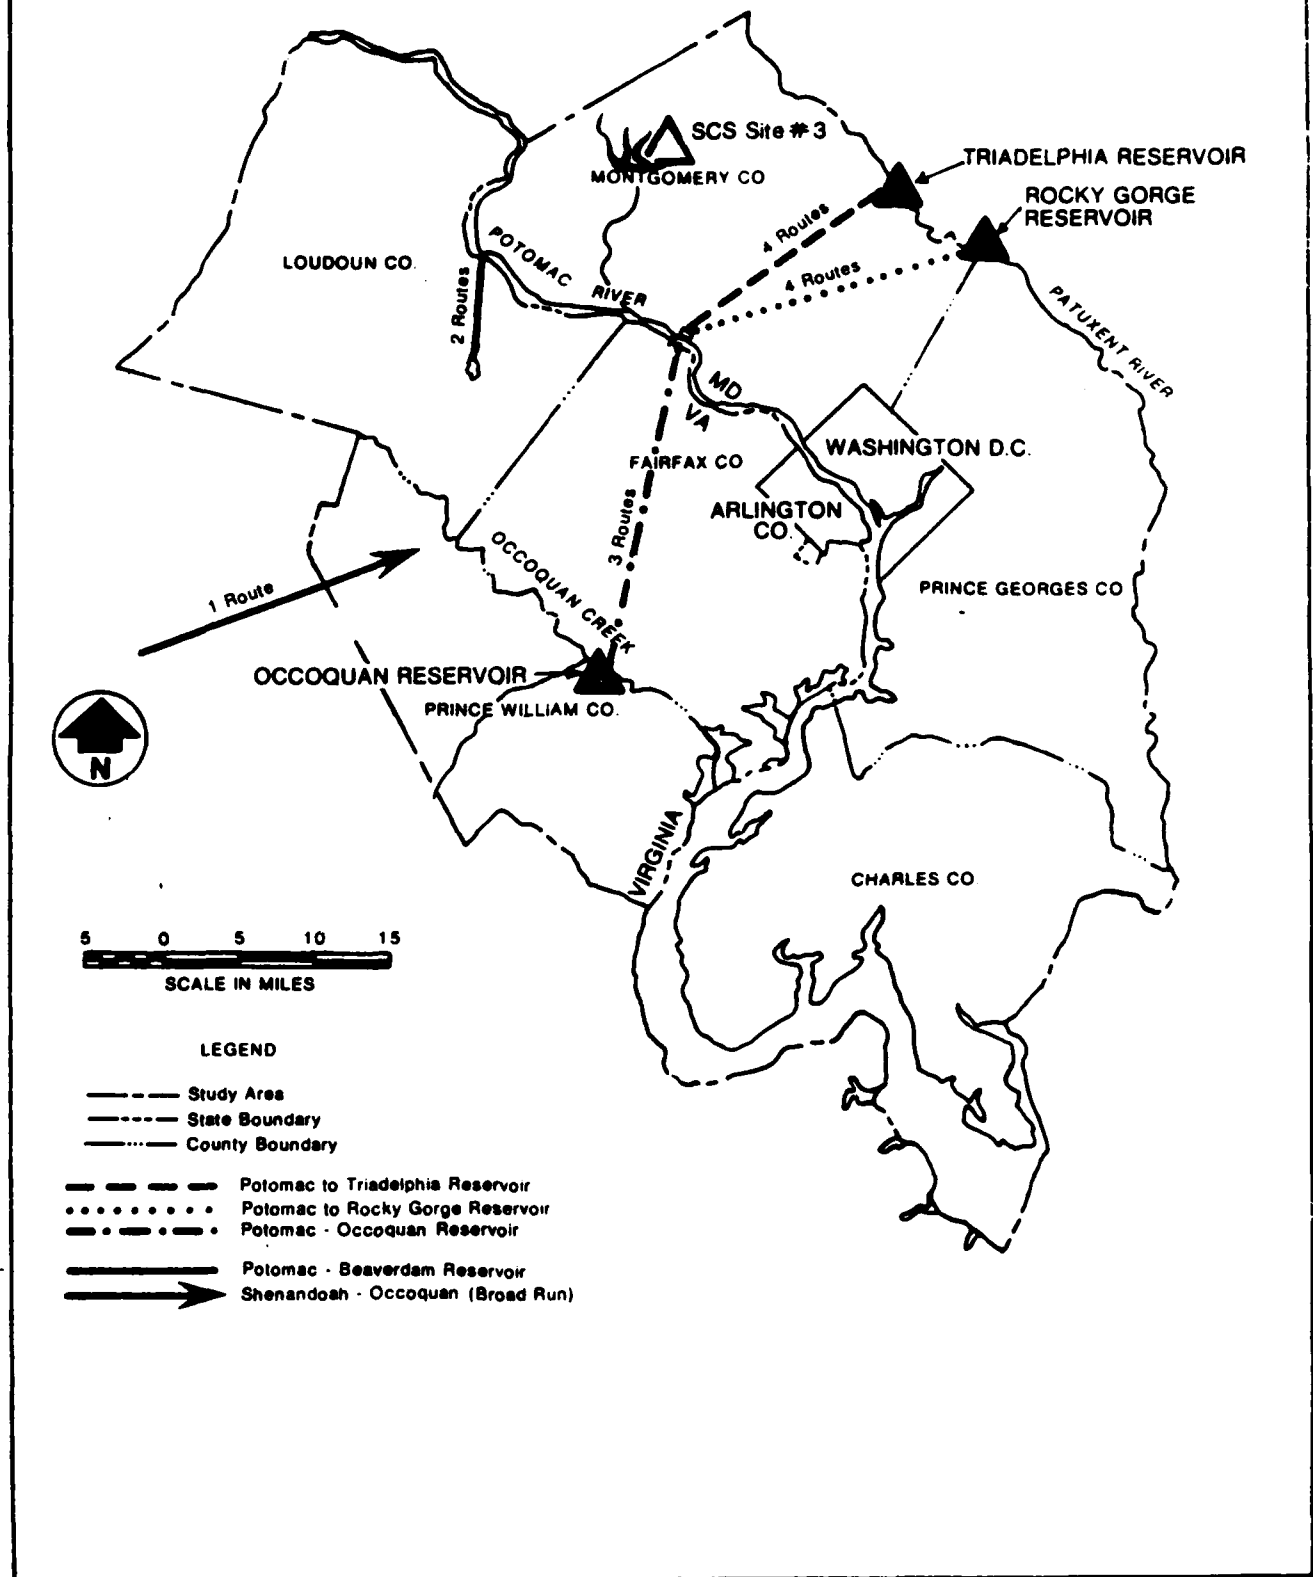 SCS Site # 3
MONTGOMERY CO
TRIADELPHIA RESERVOIR
ROCKY GORGE
RESERVOIR
4 Routes
4 Routes
LOUDOUN CO.
POTOMAC
RIVER
2 Routes
PATUXENT RIVER
MD
VA
WASHINGTON D.C.
FAIRFAX CO
ARLINGTON
CO.
3 Routes
OCCOQUAN CREEK
1 Route
PRINCE GEORGES CO
OCCOQUAN RESERVOIR
PRINCE WILLIAM CO.
N
VIRGINIA
CHARLES CO
5 0 5 10 15
SCALE IN MILES
LEGEND
Study Area
State Boundary
County Boundary
Potomac to Triadelphia Reservoir
Potomac to Rocky Gorge Reservoir
Potomac - Occoquan Reservoir
Potomac - Beaverdam Reservoir
Shenandoah - Occoquan (Broad Run)